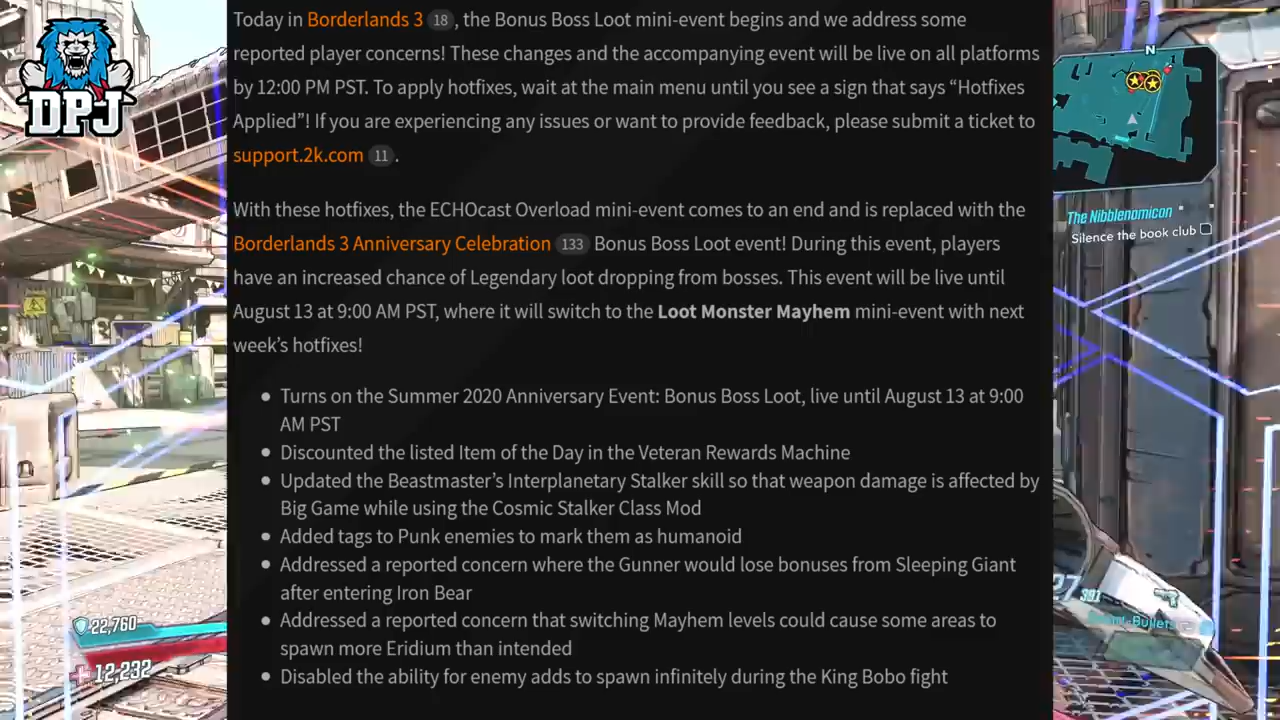 DPJ
Today in Borderlands 3 18, the Bonus Boss Loot mini-event begins and we address some
reported player concerns! These changes and the accompanying event will be live on all platforms
by 12:00 PM PST. To apply hotfixes, wait at the main menu until you see a sign that says “Hotfixes
Applied”! If you are experiencing any issues or want to provide feedback, please submit a ticket to
support.2k.com 11.
With these hotfixes, the ECHOcast Overload mini-event comes to an end and is replaced with the
Borderlands 3 Anniversary Celebration 133 Bonus Boss Loot event! During this event, players
have an increased chance of Legendary loot dropping from bosses. This event will be live until
August 13 at 9:00 AM PST, where it will switch to the Loot Monster Mayhem mini-event with next
week’s hotfixes!
• Turns on the Summer 2020 Anniversary Event: Bonus Boss Loot, live until August 13 at 9:00
AM PST
• Discounted the listed Item of the Day in the Veteran Rewards Machine
• Updated the Beastmaster’s Interplanetary Stalker skill so that weapon damage is affected by
Big Game while using the Cosmic Stalker Class Mod
• Added tags to Punk enemies to mark them as humanoid
• Addressed a reported concern where the Gunner would lose bonuses from Sleeping Giant
after entering Iron Bear
• Addressed a reported concern that switching Mayhem levels could cause some areas to
spawn more Eridium than intended
• Disabled the ability for enemy adds to spawn infinitely during the King Bobo fight
N
The Nibblenomicon
Silence the book club
22,760
12,232
391